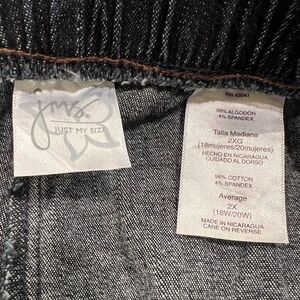 jms.
JUST MY SIZE
RN 43041
96% ALGODÓN
4% SPANDEX
Talla Mediana
2XG
(18mujeres/20mujeres)
HECHO EN NICARAGUA
CUIDADO AL DORSO
96% COTTON
4% SPANDEX
Average
2X
(18W/20W)
MADE IN NICARAGUA
CARE ON REVERSE